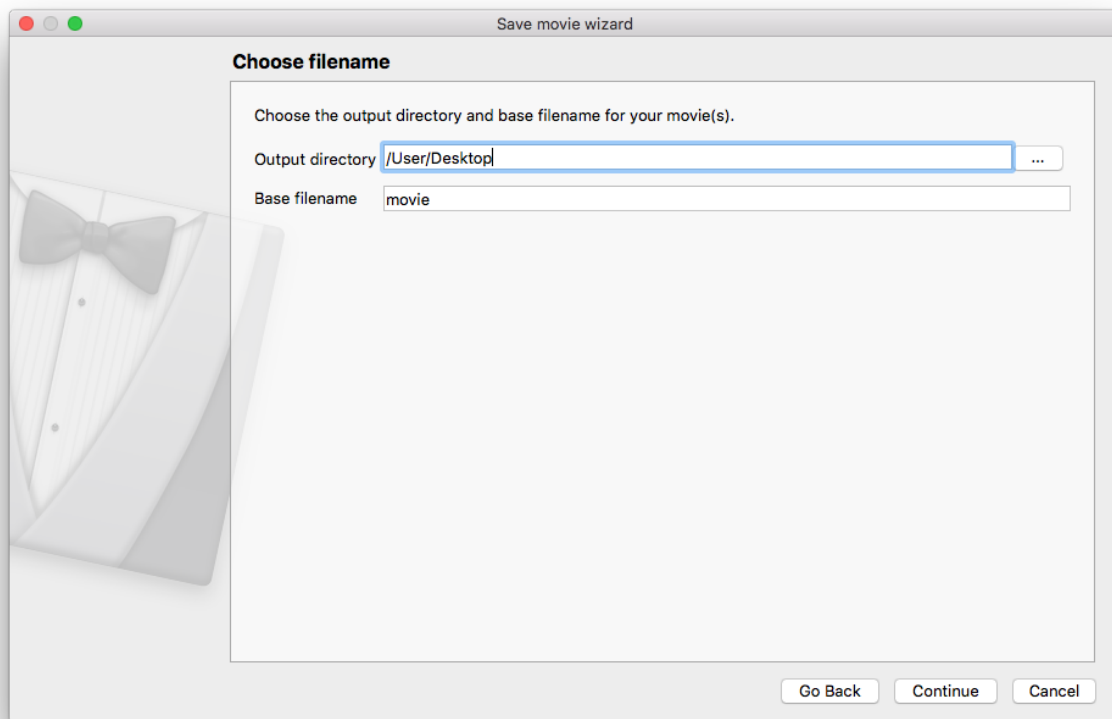 Save movie wizard
Choose filename
Choose the output directory and base filename for your movie(s).
Output directory /User/Desktop ...
Base filename movie
Go Back Continue Cancel